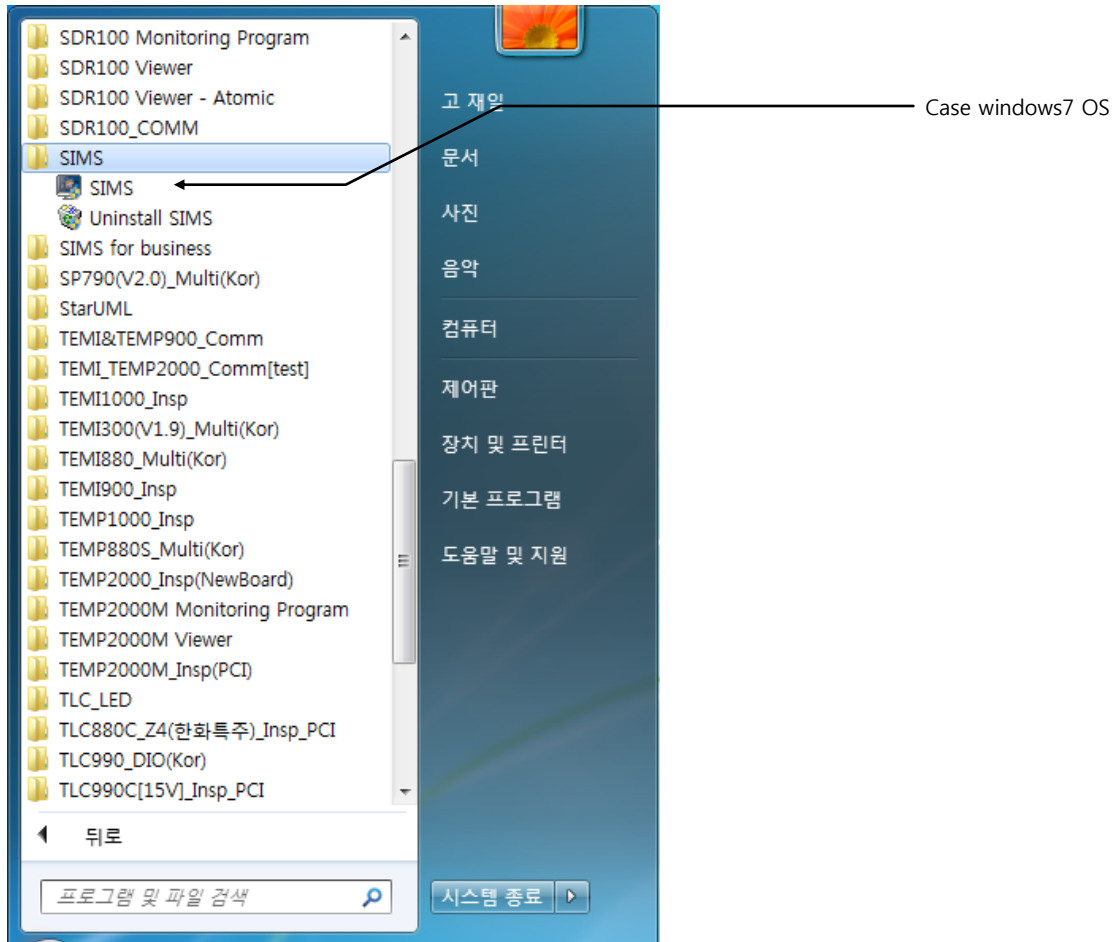 SDR100 Monitoring Program
SDR100 Viewer
SDR100 Viewer - Atomic
SDR100_COMM
SIMS
SIMS
Uninstall SIMS
SIMS for business
SP790(V2.0)_Multi(Kor)
StarUML
TEMI&TEMP900_Comm
TEMI_TEMP2000_Comm[test]
TEMI1000_Insp
TEMI300(V1.9)_Multi(Kor)
TEMI880_Multi(Kor)
TEMI900_Insp
TEMP1000_Insp
TEMP880S_Multi(Kor)
TEMP2000_Insp(NewBoard)
TEMP2000M Monitoring Program
TEMP2000M Viewer
TEMP2000M_Insp(PCI)
TLC_LED
TLC880C_Z4(한화특주)_Insp_PCI
TLC990_DIO(Kor)
TLC990C[15V]_Insp_PCI
뒤로
프로그램 및 파일 검색
고 재일
문서
사진
음악
컴퓨터
제어판
장치 및 프린터
기본 프로그램
도움말 및 지원
시스템 종료
Case windows7 OS